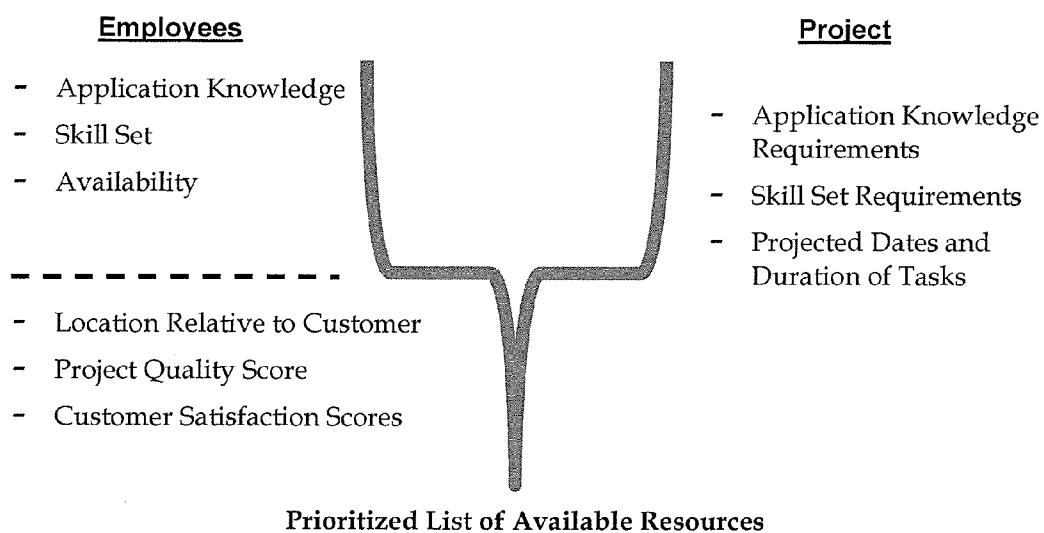 Employees
- Application Knowledge
- Skill Set
- Availability
- Location Relative to Customer
- Project Quality Score
- Customer Satisfaction Scores
Project
- Application Knowledge
Requirements
- Skill Set Requirements
- Projected Dates and
Duration of Tasks
Prioritized List of Available Resources